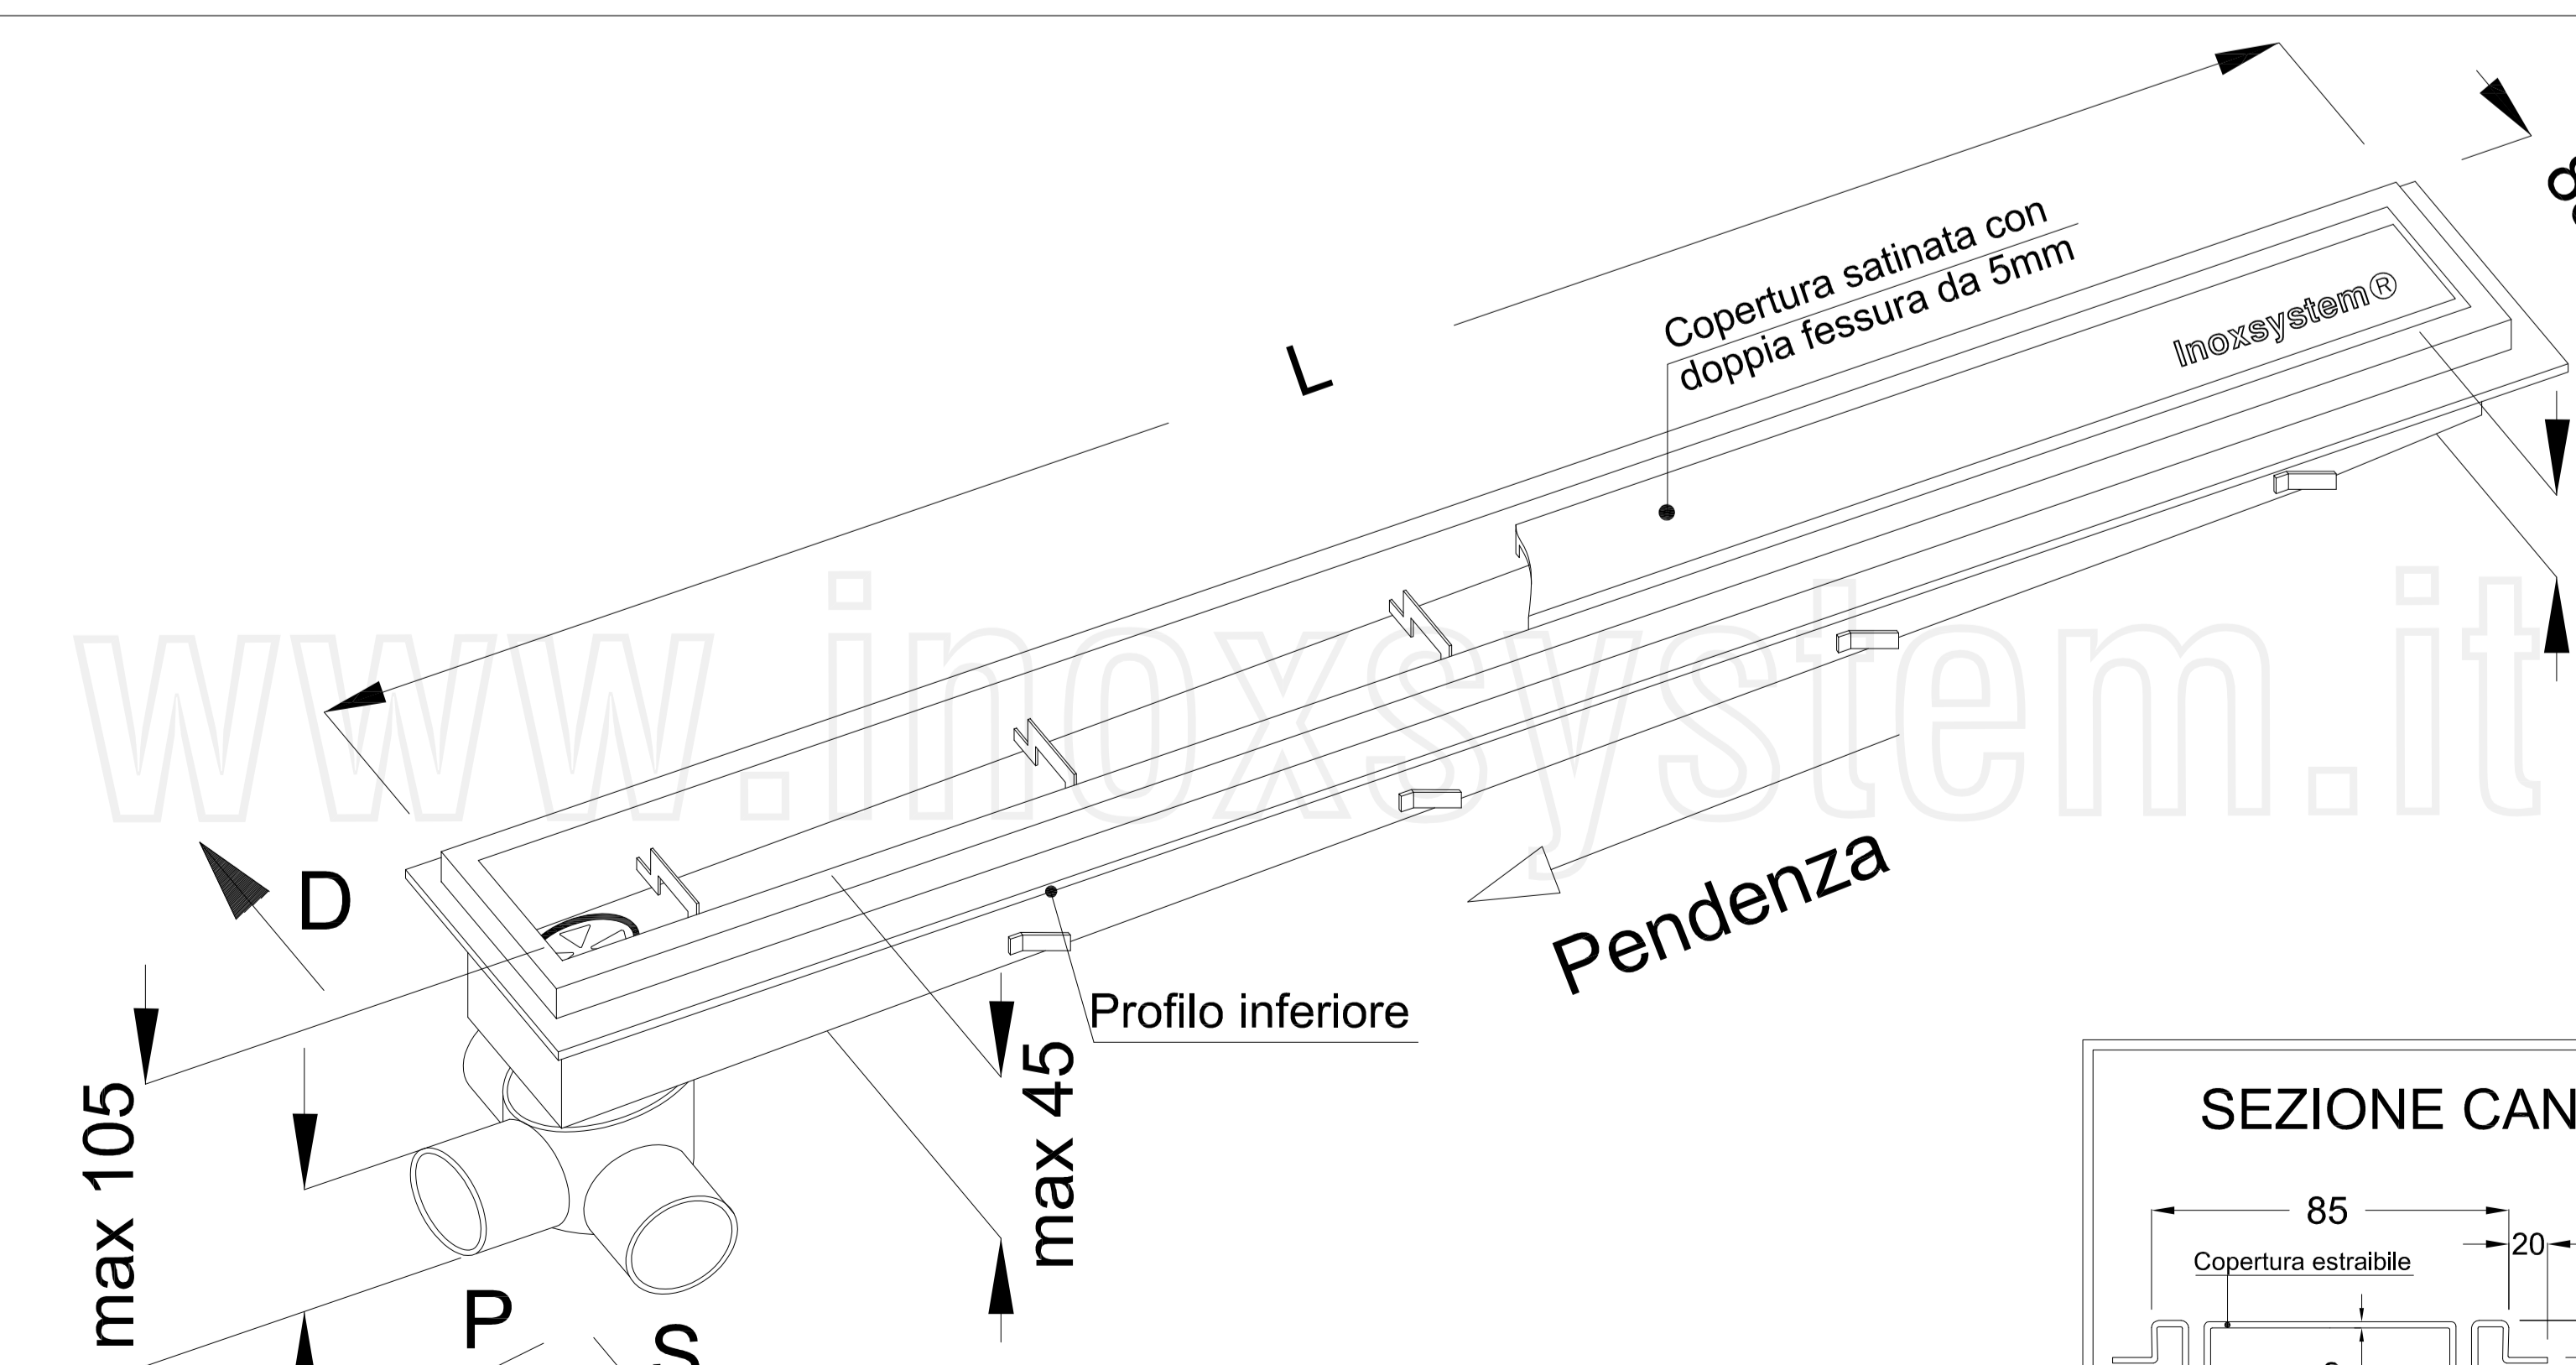 L
Copertura satinata con
doppia fessura da 5mm
Inoxsystem®
www.inoxsystem.it
D
Pendenza
Profilo inferiore
max 105
max 45
P
S
SEZIONE CAN
85
20
Copertura estraibile